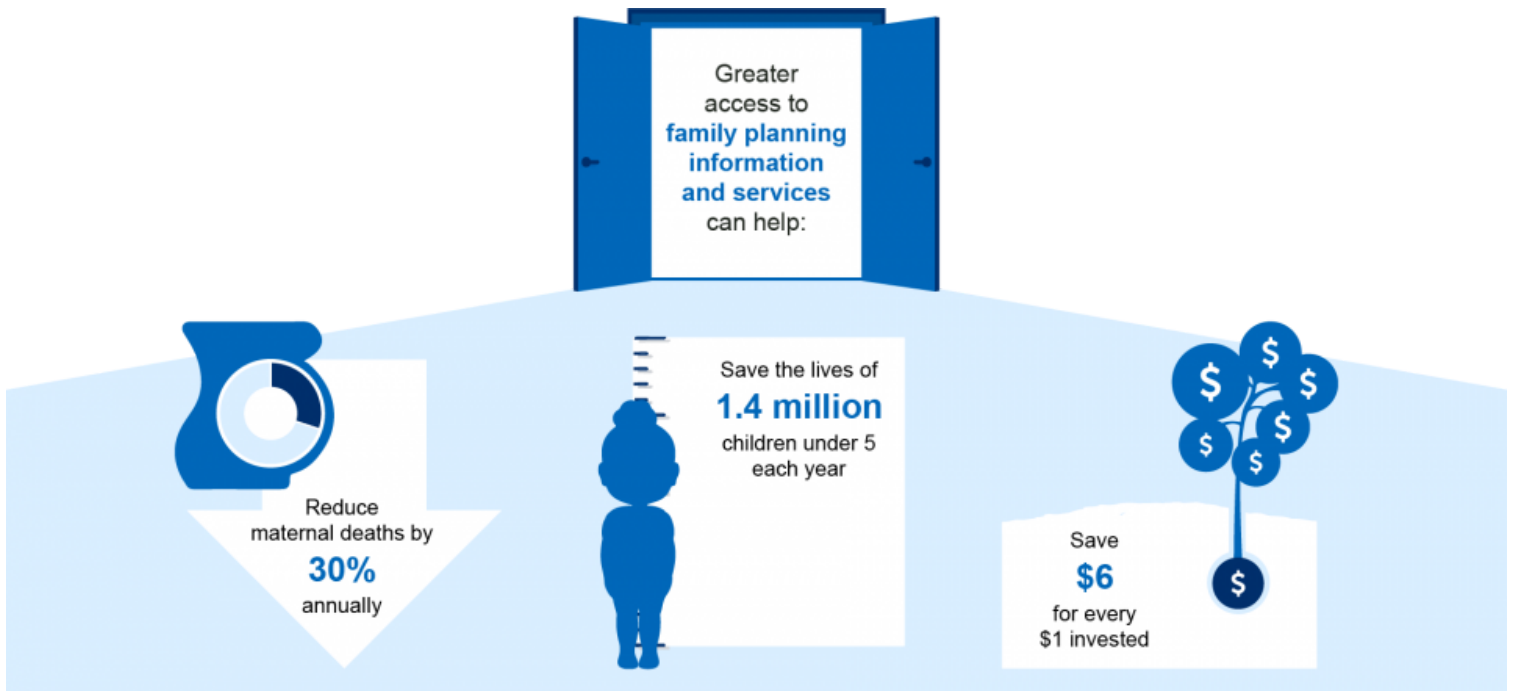 Greater
access to
family planning
information
and services
can help:
Reduce
maternal deaths by
30%
annually
Save the lives of
1.4 million
children under 5
each year
$
$
$
$
$
$
$
Save
$6
for every
$1 invested